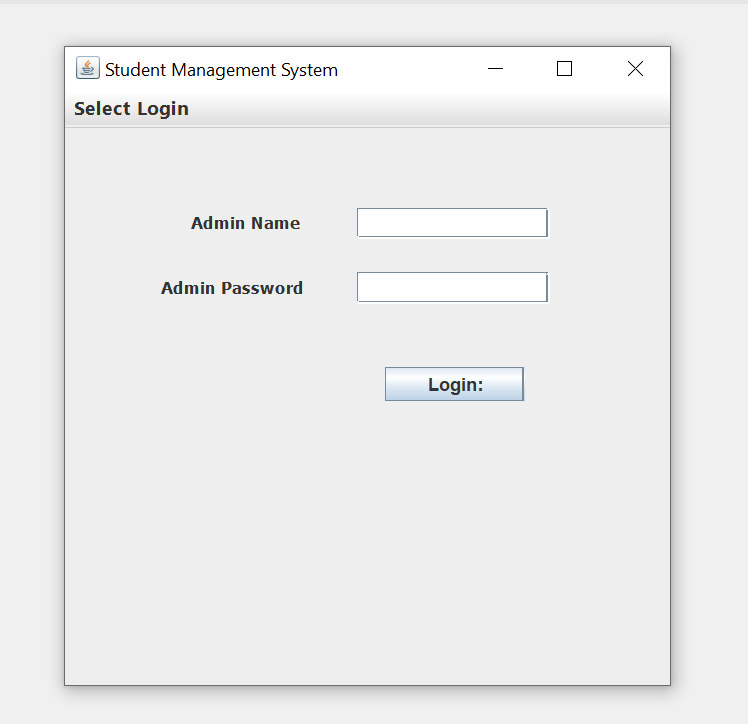 Student Management System
Select Login
Admin Name
Admin Password
Login: